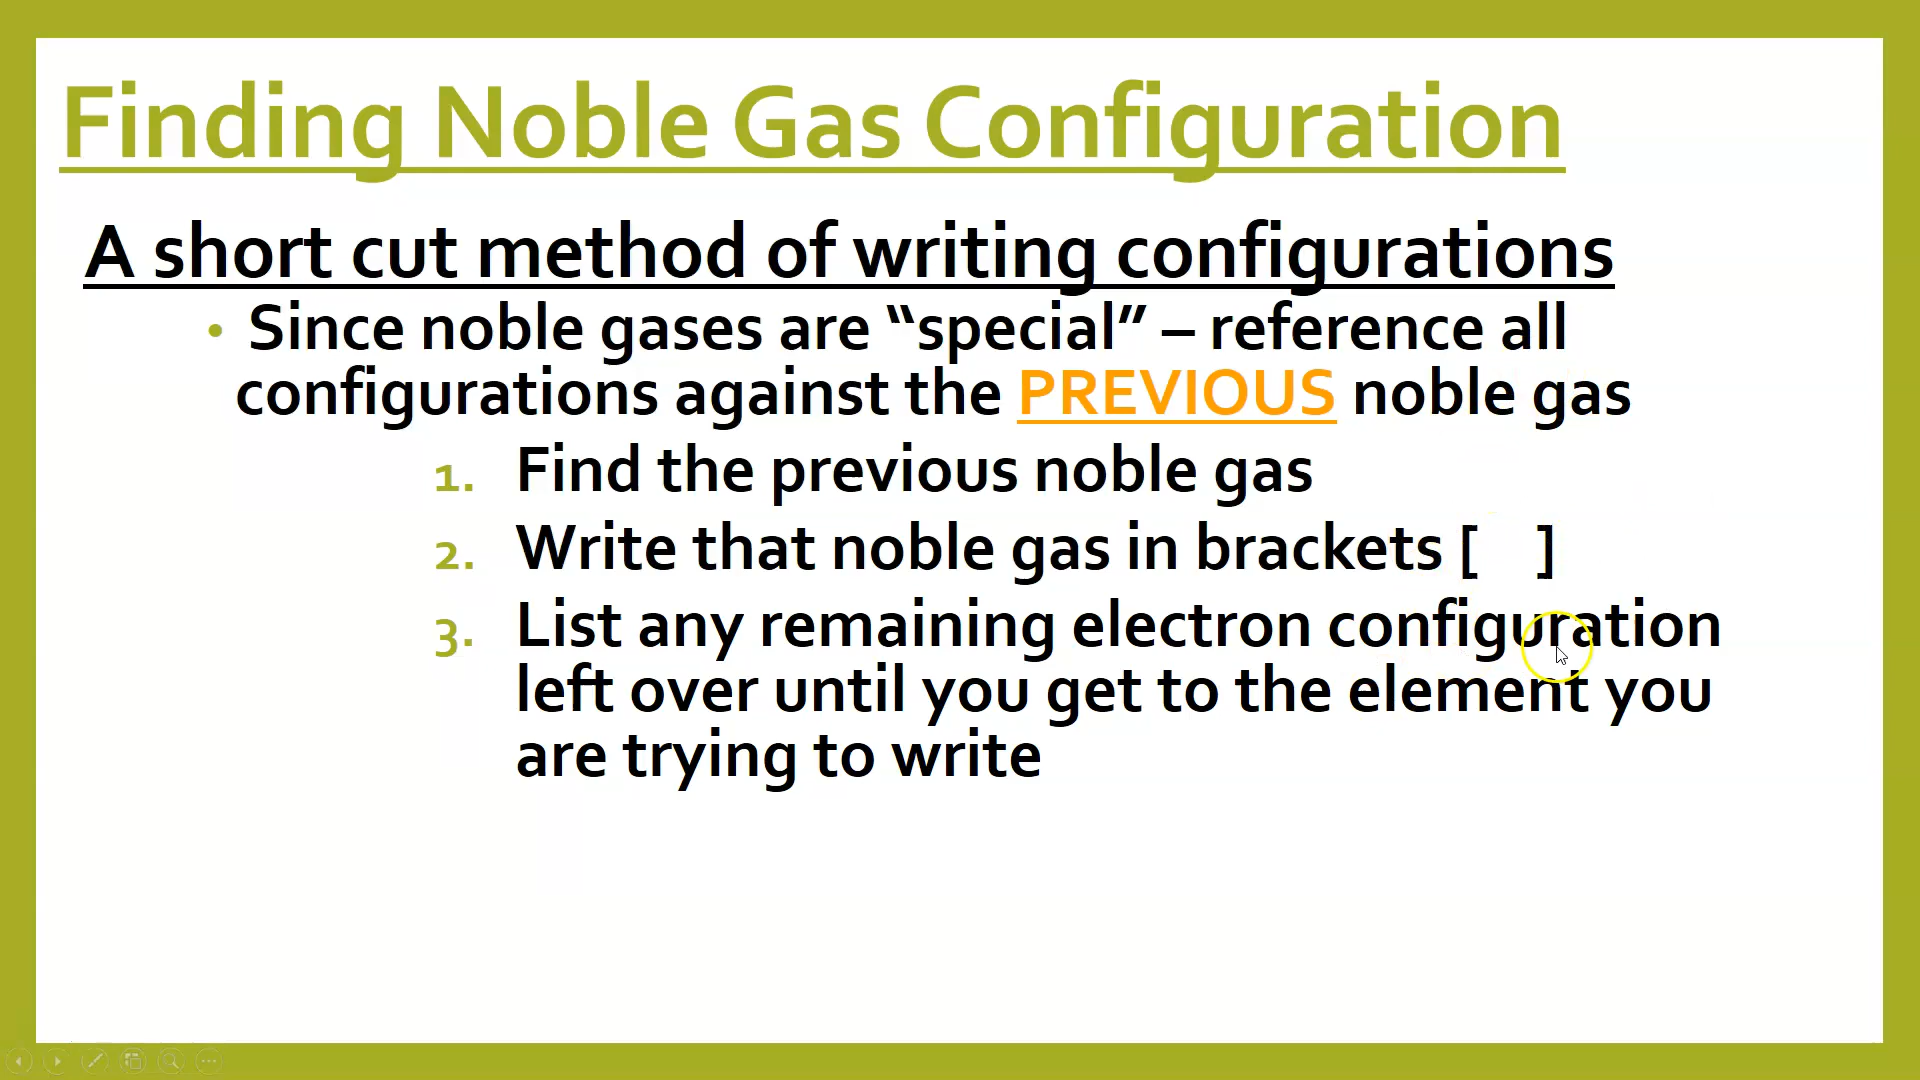 Finding Noble Gas Configuration
A short cut method of writing configurations
• Since noble gases are “special” – reference all
configurations against the PREVIOUS noble gas
1. Find the previous noble gas
2. Write that noble gas in brackets [ ]
3. List any remaining electron configuration
left over until you get to the element you
are trying to write